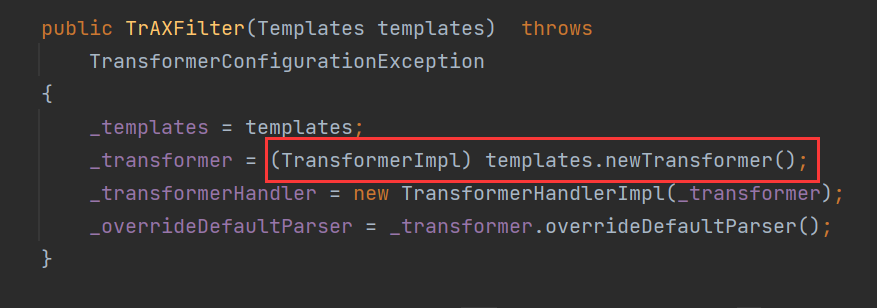 public TrAXFilter(Templates templates)  throws
    TransformerConfigurationException
{
    _templates = templates;
    _transformer = (TransformerImpl) templates.newTransformer();
    _transformerHandler = new TransformerHandlerImpl(_transformer);
    _overrideDefaultParser = _transformer.overrideDefaultParser();
}